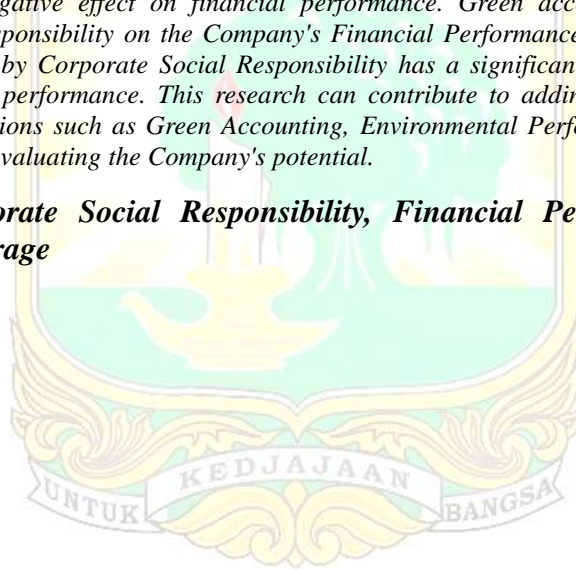 negative effect on financial performance. Green acc
ponsibility on the Company's Financial Performance
by Corporate Social Responsibility has a significan
performance. This research can contribute to addin
ions such as Green Accounting, Environmental Perfo
valuating the Company's potential.
orate Social Responsibility, Financial Pe
rage
UNTUK KEDJAJAAN BANGSA